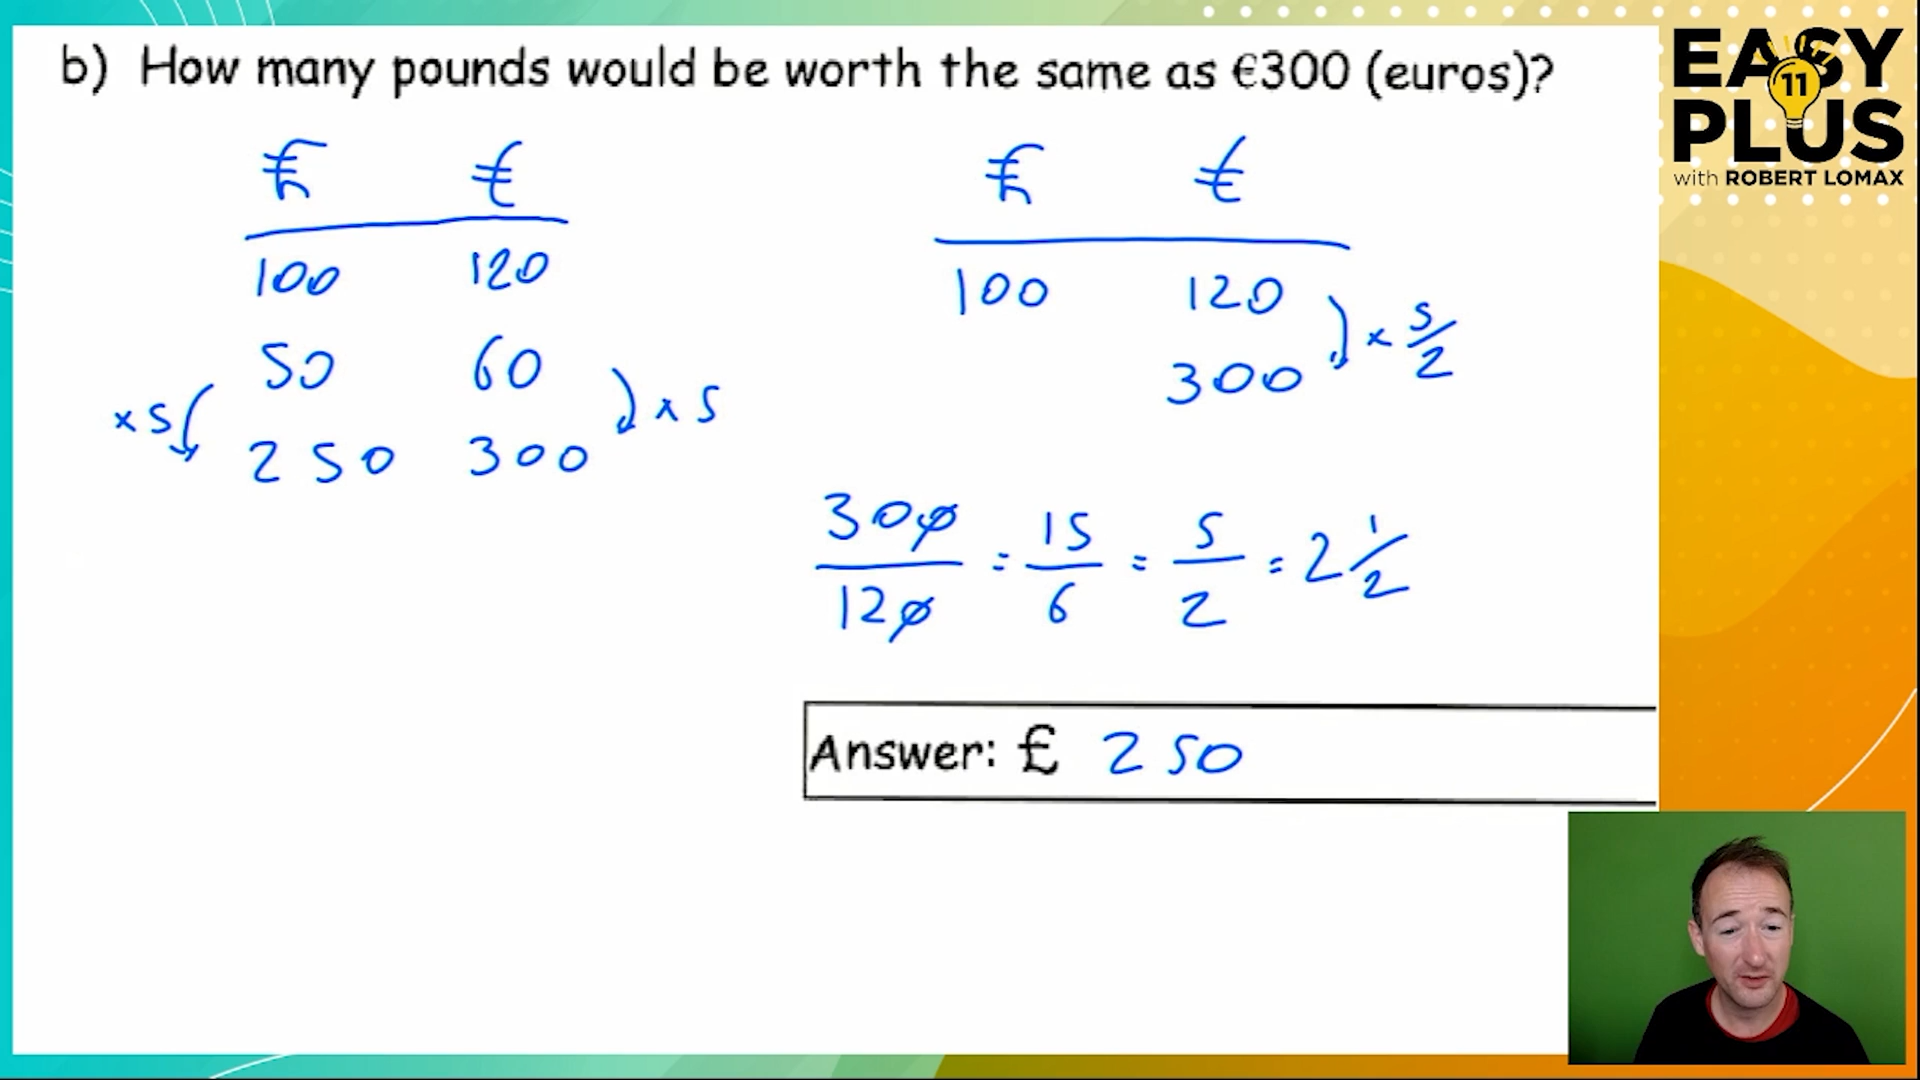 b) How many pounds would be worth the same as €300 (euros)?
£ €
100 120
50 60
250 300
×5
×5
£ €
100 120
300
× 5/2
300/120 = 15/6 = 5/2 = 2 1/2
Answer: £ 250
EASY
11
PLUS
with ROBERT LOMAX